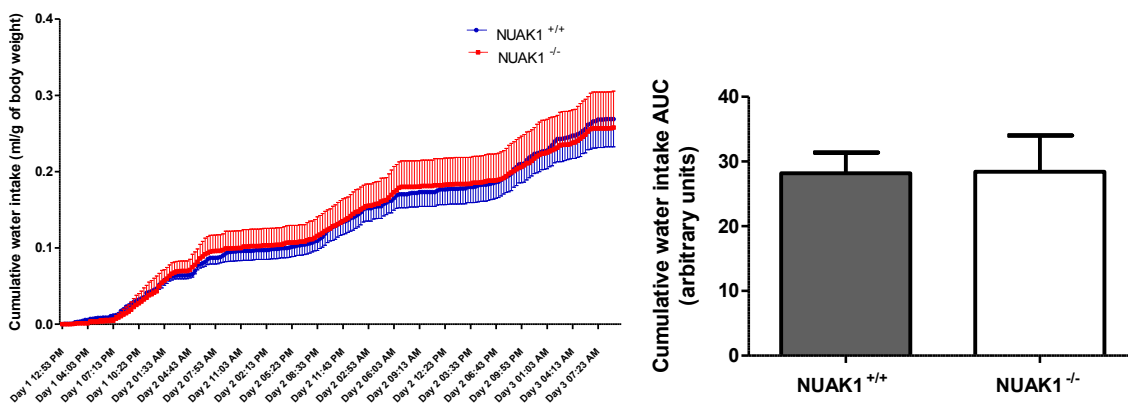 0.4
0.3
0.2
0.1
0.0
Cumulative water intake (ml/g of body weight)
NUAK1 +/+
NUAK1 -/-
Day 1 12:53 PM
Day 1 04:03 PM
Day 1 07:13 PM
Day 1 10:23 PM
Day 2 01:33 AM
Day 2 04:43 AM
Day 2 07:53 AM
Day 2 11:03 AM
Day 2 02:13 PM
Day 2 05:23 PM
Day 2 08:33 PM
Day 1 11:43 PM
Day 2 02:53 AM
Day 2 06:03 AM
Day 2 09:13 AM
Day 2 12:23 PM
Day 2 03:33 PM
Day 2 06:43 PM
Day 2 09:53 PM
Day 3 01:03 AM
Day 3 04:13 AM
Day 3 07:23 AM
Cumulative water intake AUC
(arbitrary units)
40
30
20
10
0
NUAK1+/+
NUAK1-/-